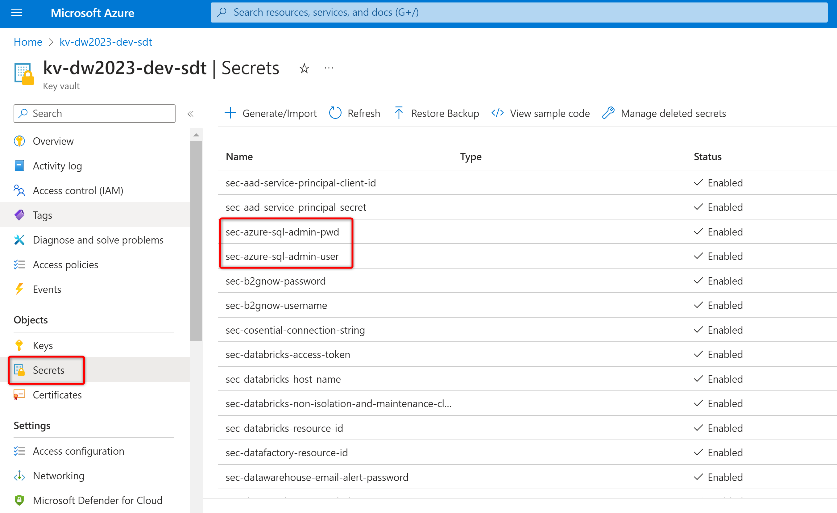 Microsoft Azure
Search resources, services, and docs (G+/)
Home > kv-dw2023-dev-sdt
kv-dw2023-dev-sdt | Secrets
Key vault
Search
Generate/Import
Refresh
Restore Backup
View sample code
Manage deleted secrets
Overview
Activity log
Access control (IAM)
Tags
Diagnose and solve problems
Access policies
Events
Objects
Keys
Secrets
Certificates
Settings
Access configuration
Networking
Microsoft Defender for Cloud
Name Type Status
sec-aad-service-principal-client-id Enabled
sec-aad-service-principal-secret Enabled
sec-azure-sql-admin-pwd Enabled
sec-azure-sql-admin-user Enabled
sec-b2gnow-password Enabled
sec-b2gnow-username Enabled
sec-cosential-connection-string Enabled
sec-databricks-access-token Enabled
sec-databricks-host-name Enabled
sec-databricks-non-isolation-and-maintenance-cl... Enabled
sec-databricks-resource-id Enabled
sec-datafactory-resource-id Enabled
sec-datawarehouse-email-alert-password Enabled